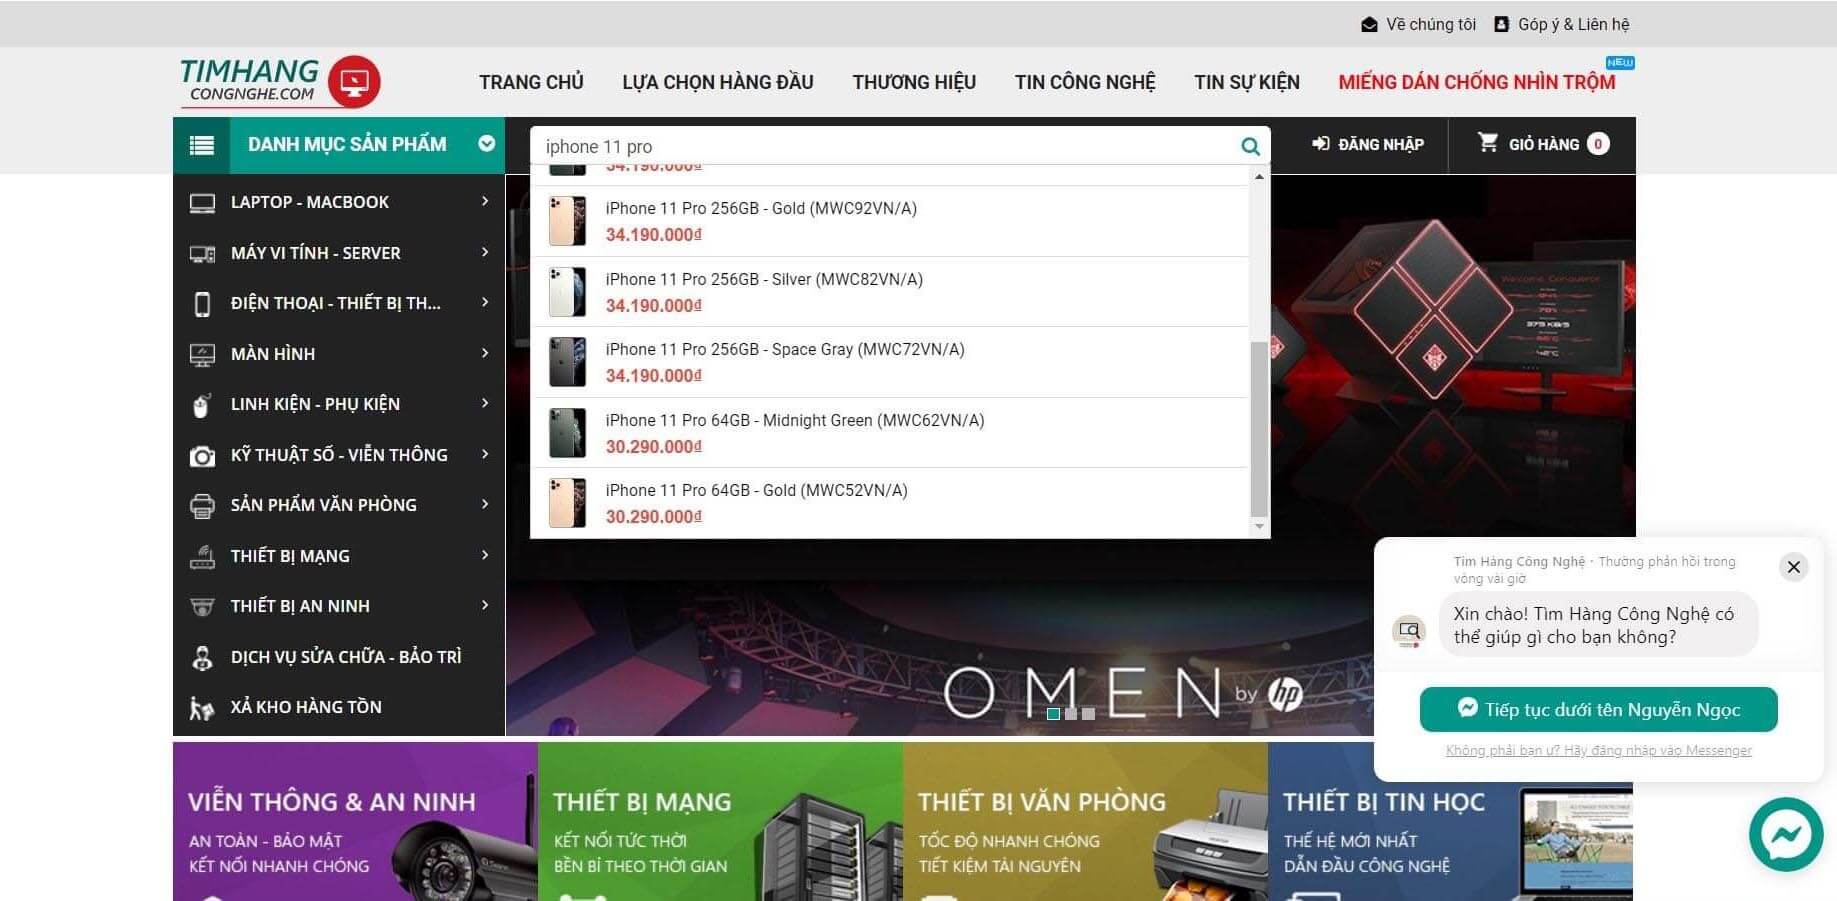 Về chúng tôi
Góp ý & Liên hệ
TIMHANG
CONGNGHE.COM
TRANG CHỦ
LỰA CHỌN HÀNG ĐẦU
THƯƠNG HIỆU
TIN CÔNG NGHỆ
TIN SỰ KIỆN
MIẾNG DÁN CHỐNG NHÌN TRỘM
NEW
DANH MỤC SẢN PHẨM
iphone 11 pro
ĐĂNG NHẬP
GIỎ HÀNG 0
LAPTOP - MACBOOK
MÁY VI TÍNH - SERVER
ĐIỆN THOẠI - THIẾT BỊ TH...
MÀN HÌNH
LINH KIỆN - PHỤ KIỆN
KỸ THUẬT SỐ - VIỄN THÔNG
SẢN PHẨM VĂN PHÒNG
THIẾT BỊ MẠNG
THIẾT BỊ AN NINH
DỊCH VỤ SỬA CHỮA - BẢO TRÌ
XẢ KHO HÀNG TỒN
34.190.000₫
iPhone 11 Pro 256GB - Gold (MWC92VN/A)
34.190.000₫
iPhone 11 Pro 256GB - Silver (MWC82VN/A)
34.190.000₫
iPhone 11 Pro 256GB - Space Gray (MWC72VN/A)
34.190.000₫
iPhone 11 Pro 64GB - Midnight Green (MWC62VN/A)
30.290.000₫
iPhone 11 Pro 64GB - Gold (MWC52VN/A)
30.290.000₫
Welcome Conqueror
OMEN by hp
Tìm Hàng Công Nghệ · Thường phản hồi trong
vòng vài giờ
Xin chào! Tìm Hàng Công Nghệ có
thể giúp gì cho bạn không?
Tiếp tục dưới tên Nguyễn Ngọc
Không phải bạn ư? Hãy đăng nhập vào Messenger
VIỄN THÔNG & AN NINH
AN TOÀN - BẢO MẬT
KẾT NỐI NHANH CHÓNG
THIẾT BỊ MẠNG
KẾT NỐI TỨC THỜI
BỀN BỈ THEO THỜI GIAN
THIẾT BỊ VĂN PHÒNG
TỐC ĐỘ NHANH CHÓNG
TIẾT KIỆM TÀI NGUYÊN
THIẾT BỊ TIN HỌC
THẾ HỆ MỚI NHẤT
DẪN ĐẦU CÔNG NGHỆ